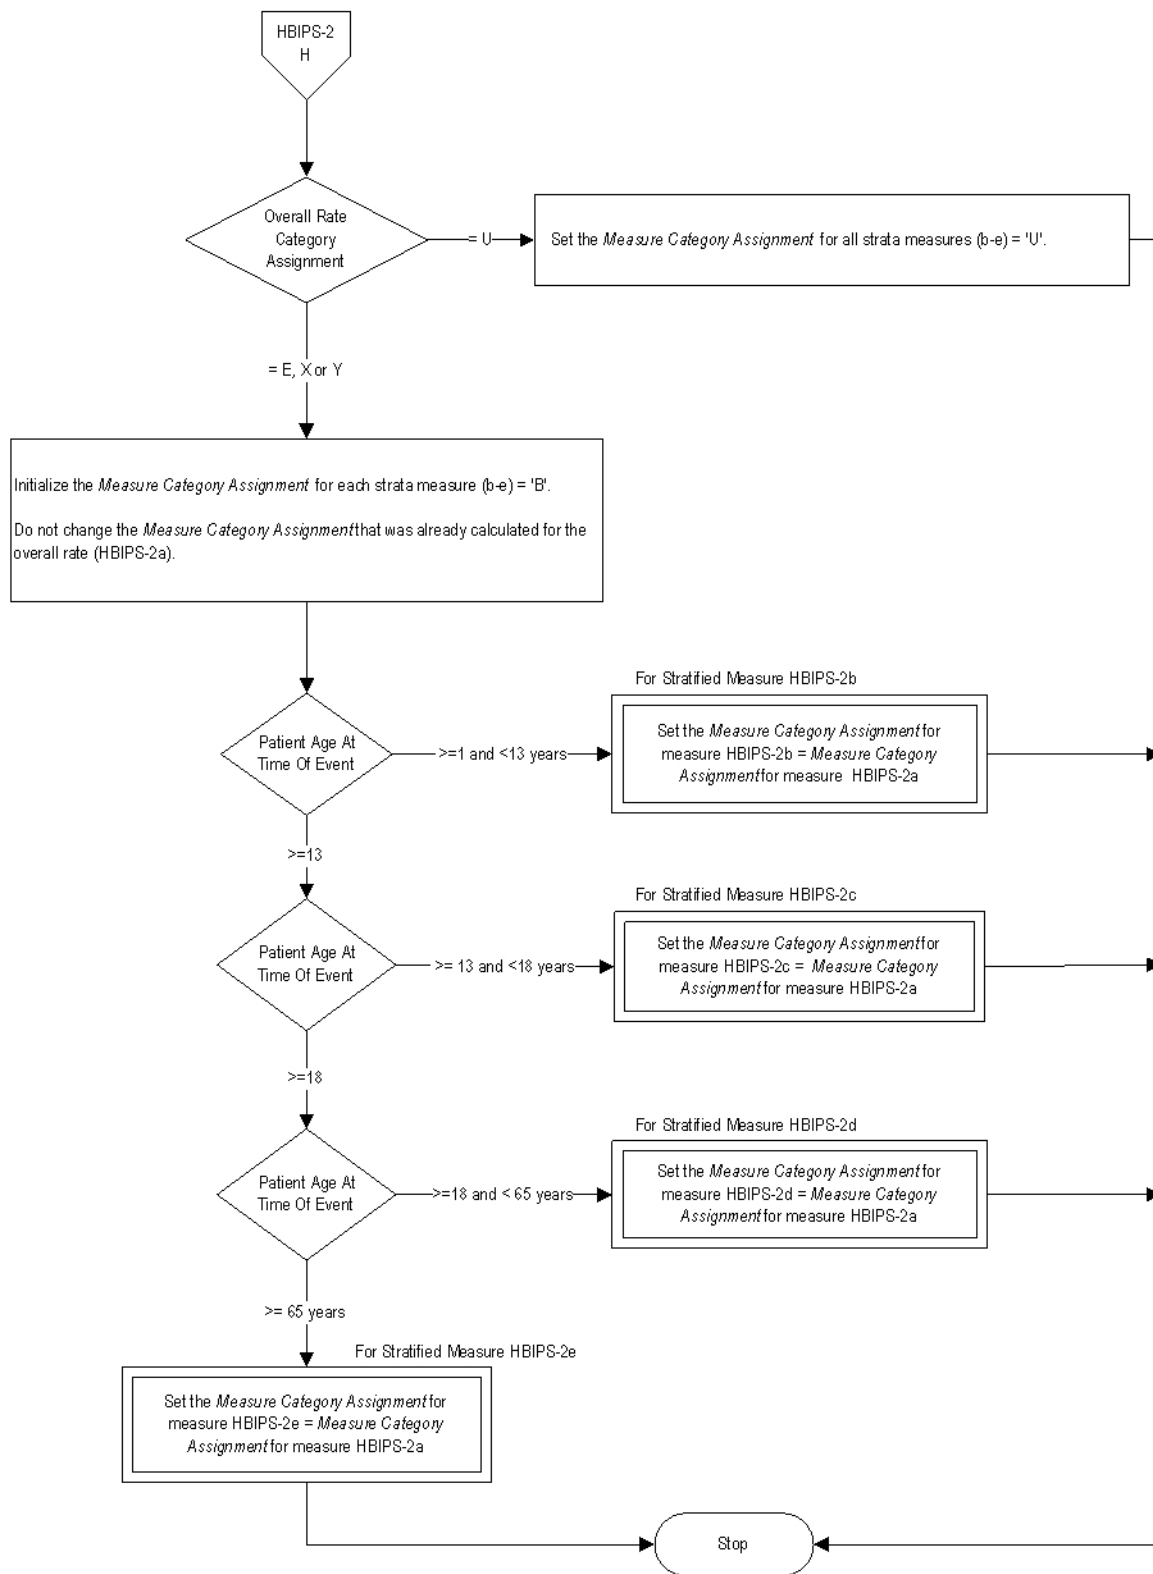 HBIPS-2
H
Overall Rate
Category
Assignment
= U
Set the Measure Category Assignment for all strata measures (b-e) = 'U'.
= E, X or Y
Initialize the Measure Category Assignment for each strata measure (b-e) = 'B'.
Do not change the Measure Category Assignment that was already calculated for the
overall rate (HBIPS-2a).
For Stratified Measure HBIPS-2b
Patient Age At
Time Of Event
>=1 and <13 years
Set the Measure Category Assignment for
measure HBIPS-2b = Measure Category
Assignment for measure HBIPS-2a
>=13
For Stratified Measure HBIPS-2c
Patient Age At
Time Of Event
>= 13 and <18 years
Set the Measure Category Assignment for
measure HBIPS-2c = Measure Category
Assignment for measure HBIPS-2a
>=18
For Stratified Measure HBIPS-2d
Patient Age At
Time Of Event
>=18 and < 65 years
Set the Measure Category Assignment for
measure HBIPS-2d = Measure Category
Assignment for measure HBIPS-2a
>= 65 years
For Stratified Measure HBIPS-2e
Set the Measure Category Assignment for
measure HBIPS-2e = Measure Category
Assignment for measure HBIPS-2a
Stop